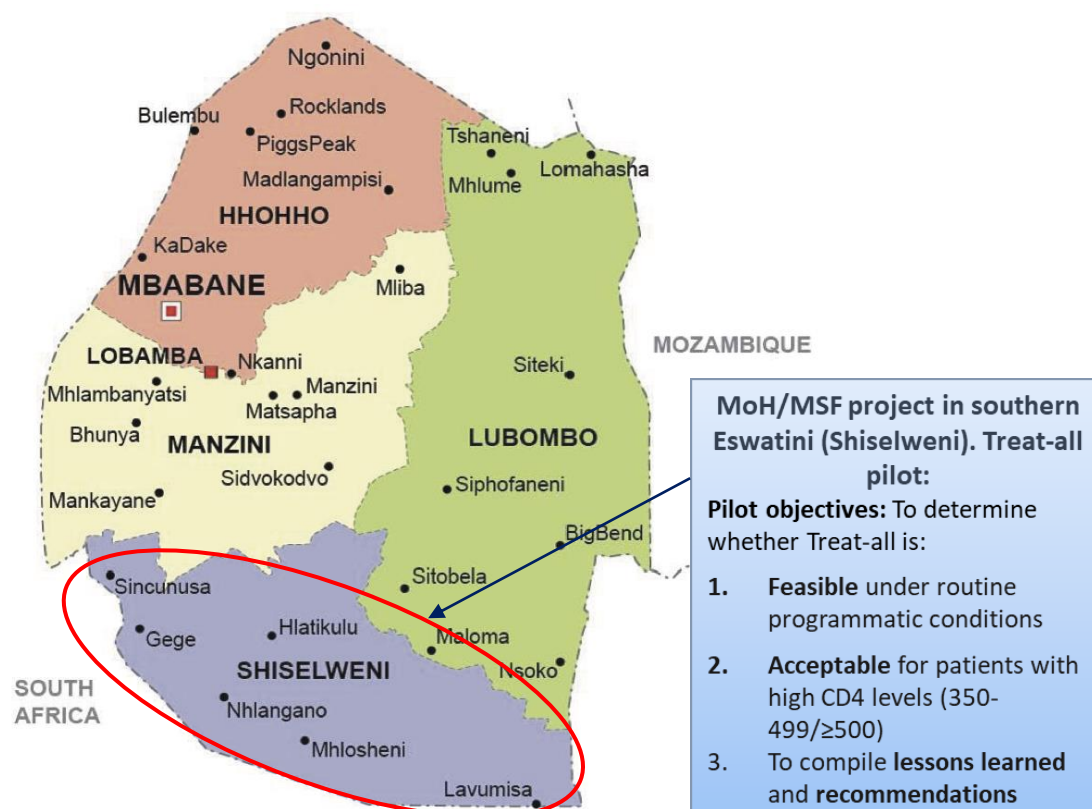 Ngonini
Rocklands
Bulembu
PiggsPeak
Tshaneni
Lomahasha
Madlangampisi
Mhlume
HHOHHO
KaDake
MBABANE
Mliba
LOBAMBA
Nkanni
MOZAMBIQUE
Siteki
Mhlambanyatsi
Manzini
Matsapha
Bhunya
MANZINI
LUBOMBO
Sidvokodvo
Mankayane
Siphofaneni
BigBend
Sincunusa
Sitobela
Gege
Hlatikulu
Maloma
SHISELWENI
Nsoko
SOUTH
AFRICA
Nhlangano
Mhlosheni
Lavumisa
MoH/MSF project in southern
Eswatini (Shiselweni). Treat-all
pilot:
Pilot objectives: To determine
whether Treat-all is:
1. Feasible under routine
programmatic conditions
2. Acceptable for patients with
high CD4 levels (350-
499/≥500)
3. To compile lessons learned
and recommendations